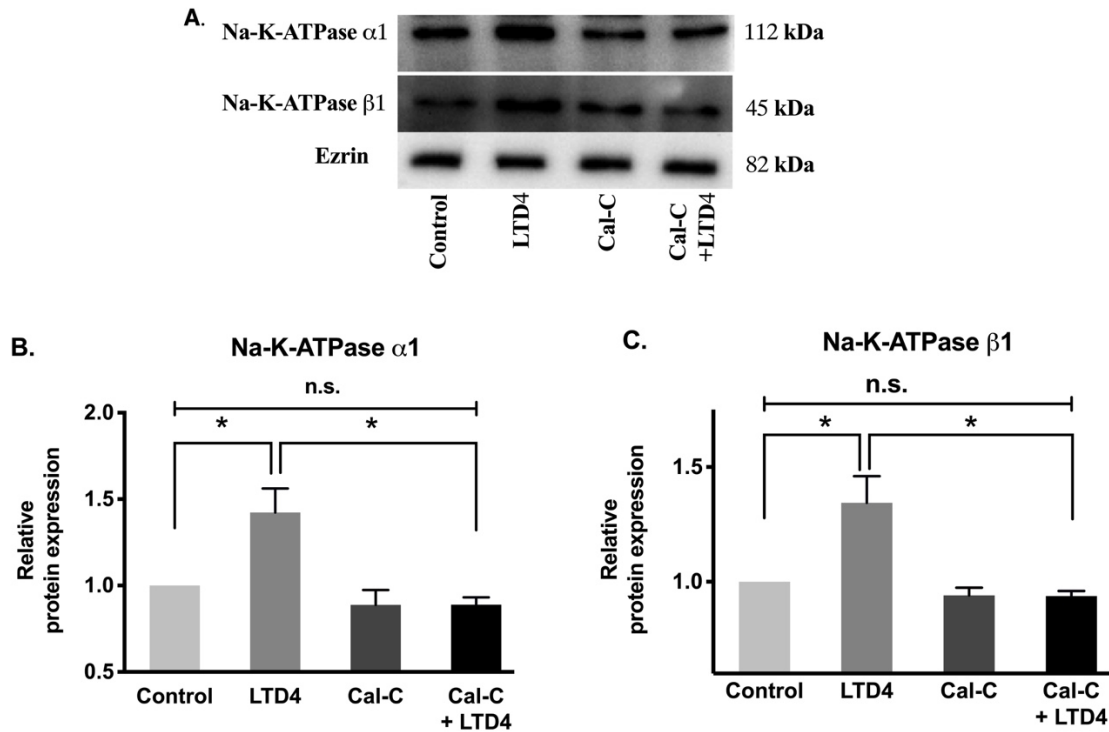 A.
Na-K-ATPase α1 112 kDa
Na-K-ATPase β1 45 kDa
Ezrin 82 kDa
Control
LTD4
Cal-C
Cal-C
+LTD4
B.
Na-K-ATPase α1
n.s.
* *
Relative
protein expression
2.0
1.5
1.0
0.5
Control LTD4 Cal-C Cal-C
+ LTD4
C.
Na-K-ATPase β1
n.s.
* *
Relative
protein expression
1.5
1.0
Control LTD4 Cal-C Cal-C
+ LTD4